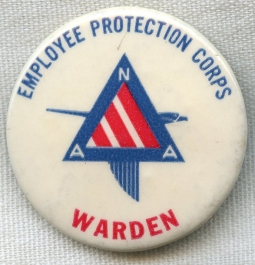 EMPLOYEE PROTECTION CORPS
N
A A
WARDEN